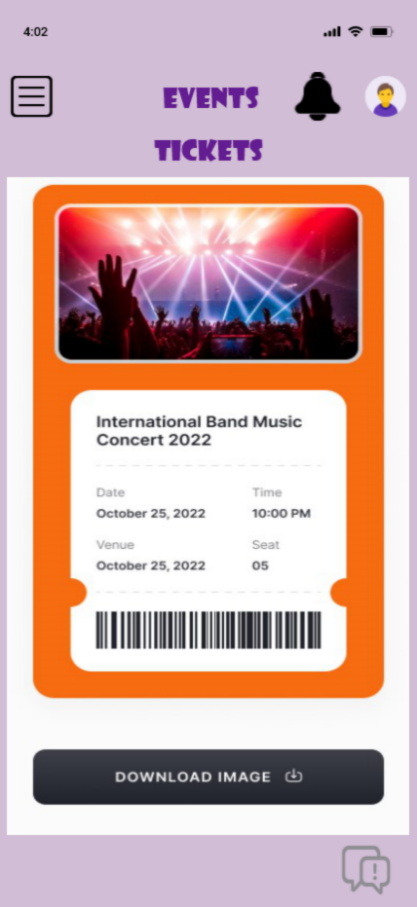 4:02
EVENTS
TICKETS
International Band Music
Concert 2022
Date Time
October 25, 2022 10:00 PM
Venue Seat
October 25, 2022 05
DOWNLOAD IMAGE